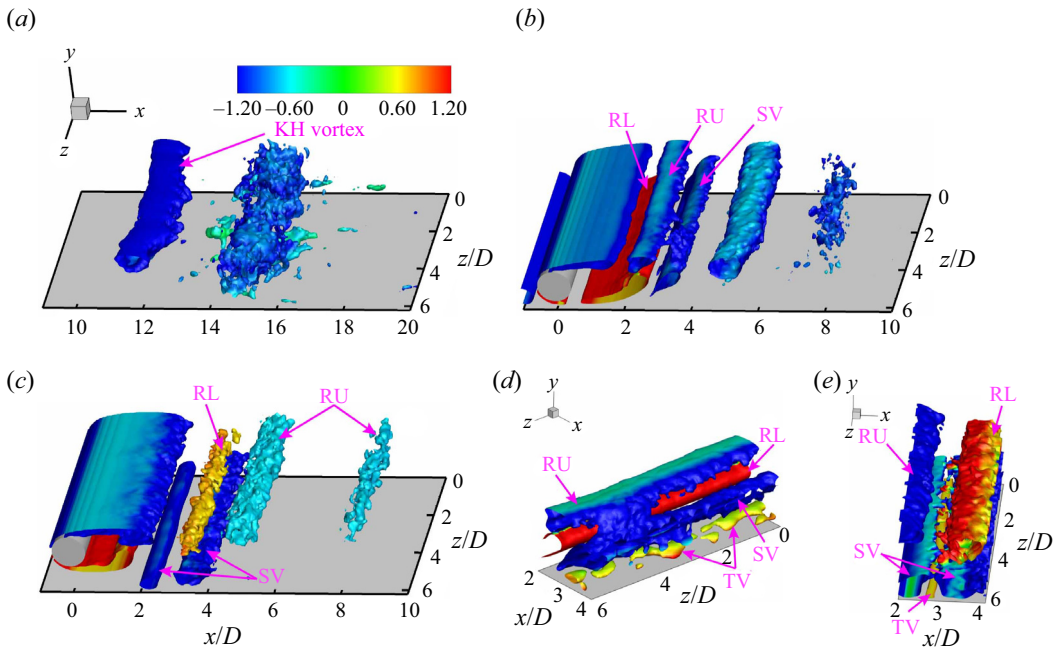 (a)
y
x
z
−1.20 −0.60 0 0.60 1.20
KH vortex
0
2
4
6
z/D
10 12 14 16 18 20
(b)
RL RU SV
0
2
4
6
z/D
0 2 4 6 8 10
(c)
RL
RU
SV
0
2
4
6
z/D
0 2 4 6 8 10
x/D
(d)
y
z x
RU
RL
SV
TV
0
2
4
6
z/D
2
3
4
x/D
(e)
y
x
z
RL
RU
SV
TV
0
2
4
6
z/D
2 3 4
x/D